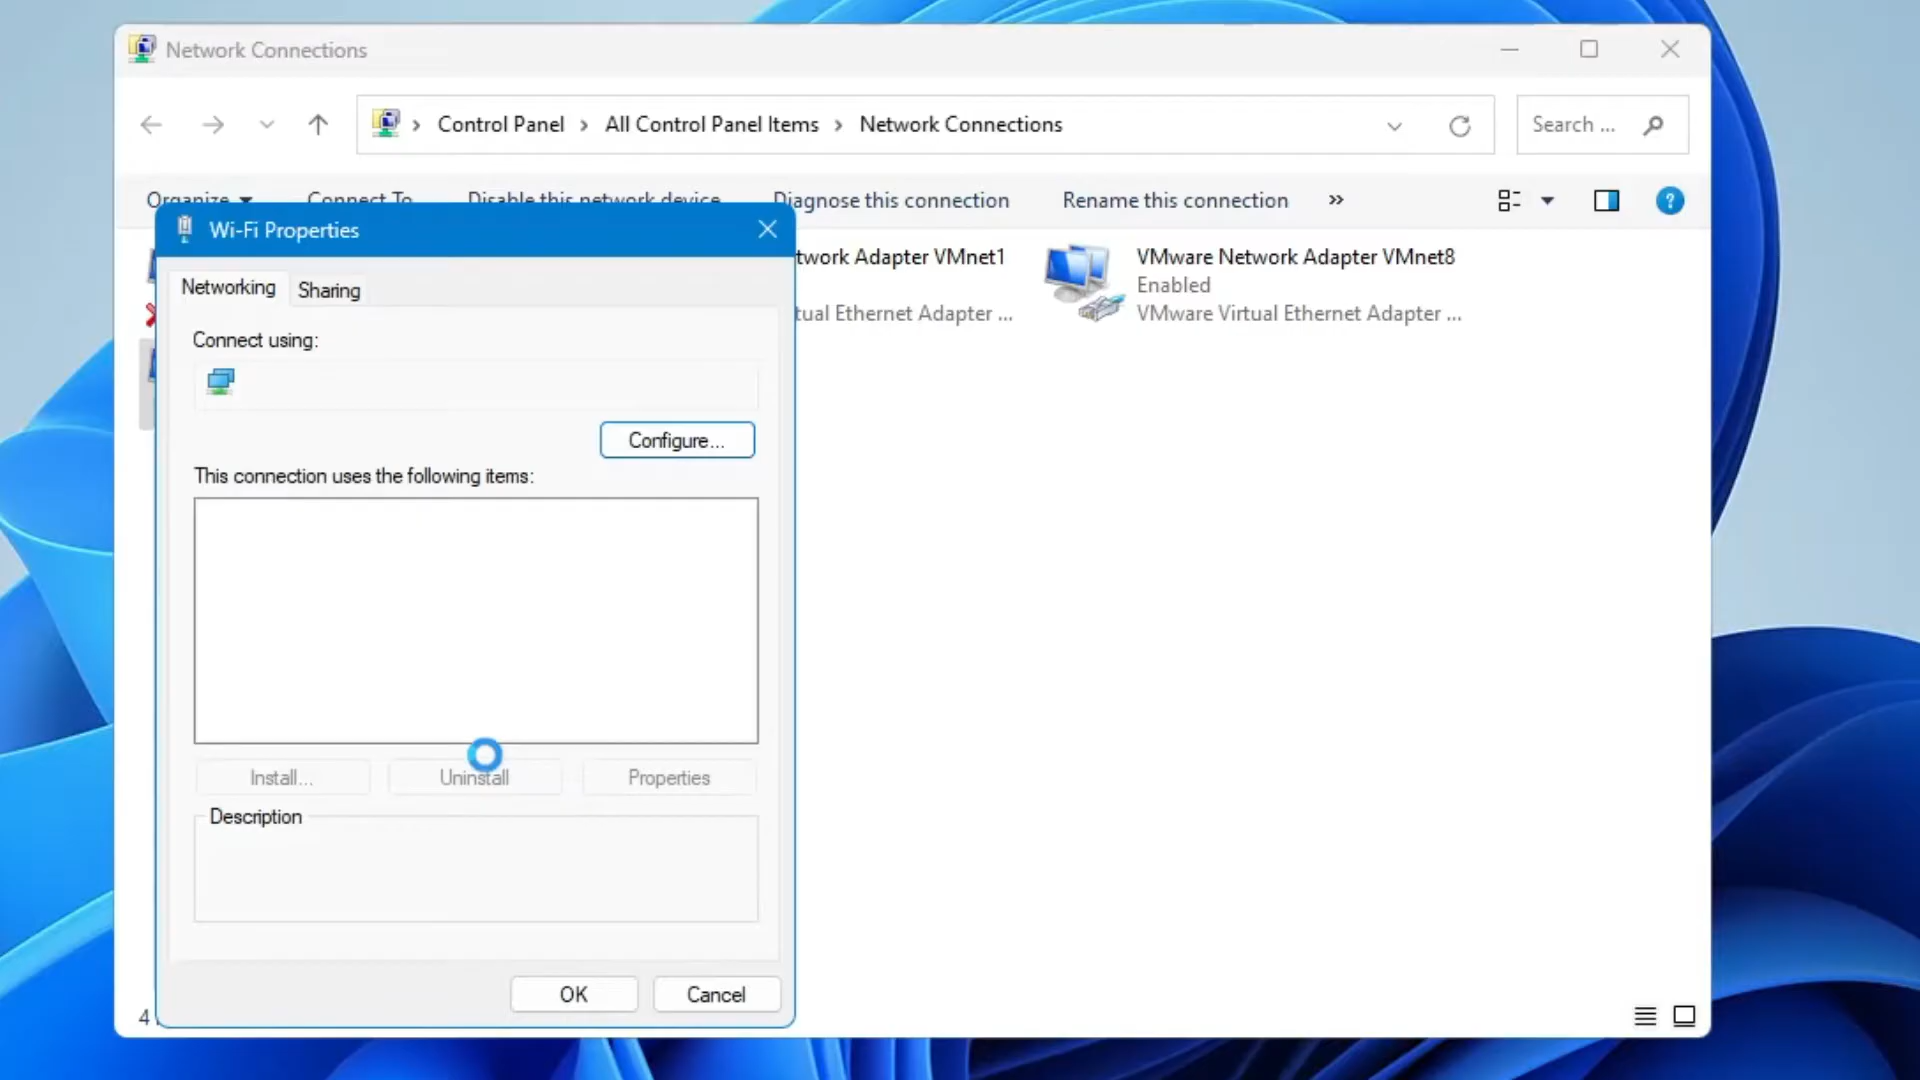 Network Connections
Control Panel > All Control Panel Items > Network Connections
Search ...
Organize Connect To Disable this network device Diagnose this connection Rename this connection »
Wi-Fi Properties
Networking Sharing
Connect using:
Configure...
This connection uses the following items:
Install... Uninstall Properties
Description
OK Cancel
twork Adapter VMnet1
tual Ethernet Adapter ...
VMware Network Adapter VMnet8
Enabled
VMware Virtual Ethernet Adapter ...
4